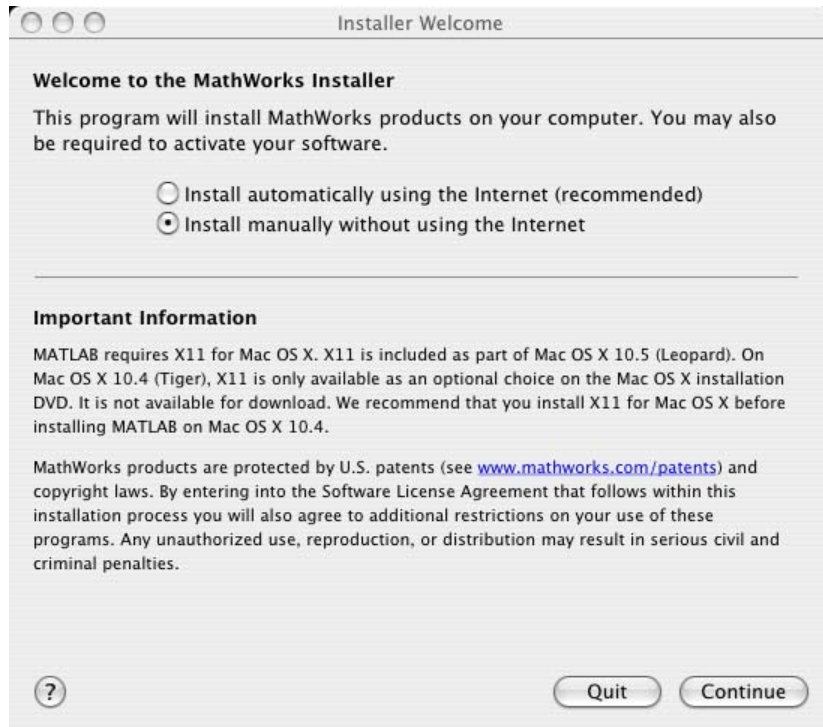 Installer Welcome
Welcome to the MathWorks Installer
This program will install MathWorks products on your computer. You may also
be required to activate your software.
Install automatically using the Internet (recommended)
Install manually without using the Internet
Important Information
MATLAB requires X11 for Mac OS X. X11 is included as part of Mac OS X 10.5 (Leopard). On
Mac OS X 10.4 (Tiger), X11 is only available as an optional choice on the Mac OS X installation
DVD. It is not available for download. We recommend that you install X11 for Mac OS X before
installing MATLAB on Mac OS X 10.4.
MathWorks products are protected by U.S. patents (see www.mathworks.com/patents) and
copyright laws. By entering into the Software License Agreement that follows within this
installation process you will also agree to additional restrictions on your use of these
programs. Any unauthorized use, reproduction, or distribution may result in serious civil and
criminal penalties.
? Quit Continue